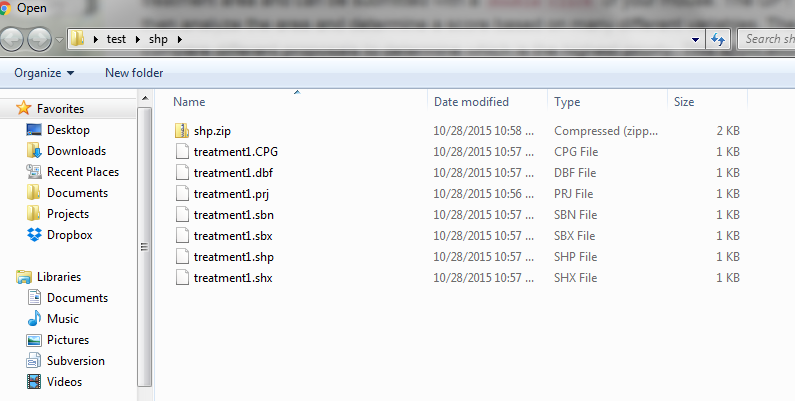 Open
test ▸ shp ▸
Search sh
Organize
New folder
Favorites
Desktop
Downloads
Recent Places
Documents
Projects
Dropbox
Libraries
Documents
Music
Pictures
Subversion
Videos
Name Date modified Type Size
shp.zip 10/28/2015 10:58 ... Compressed (zipp... 2 KB
treatment1.CPG 10/28/2015 10:57 ... CPG File 1 KB
treatment1.dbf 10/28/2015 10:57 ... DBF File 1 KB
treatment1.prj 10/28/2015 10:56 ... PRJ File 1 KB
treatment1.sbn 10/28/2015 10:57 ... SBN File 1 KB
treatment1.sbx 10/28/2015 10:57 ... SBX File 1 KB
treatment1.shp 10/28/2015 10:57 ... SHP File 1 KB
treatment1.shx 10/28/2015 10:57 ... SHX File 1 KB